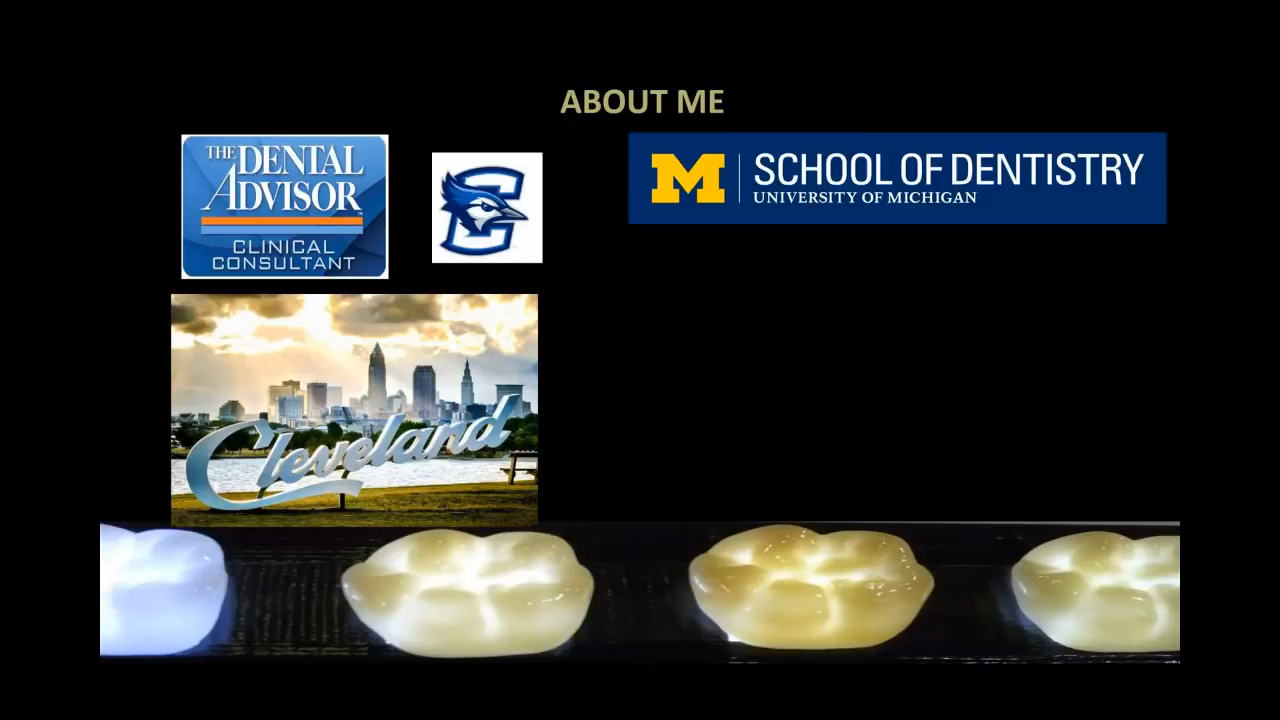 ABOUT ME
THE DENTAL
ADVISOR
CLINICAL
CONSULTANT
C
M SCHOOL OF DENTISTRY
UNIVERSITY OF MICHIGAN
Cleveland